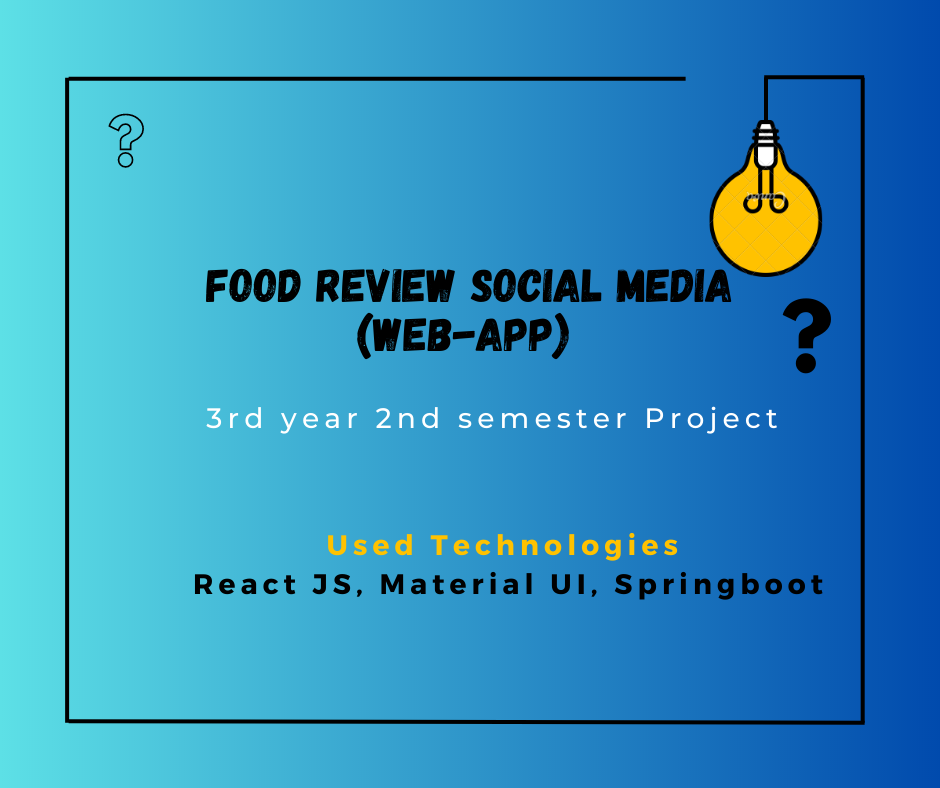 ?
FOOD REVIEW SOCIAL MEDIA
(WEB-APP)
?
3rd year 2nd semester Project
Used Technologies
React JS, Material UI, Springboot